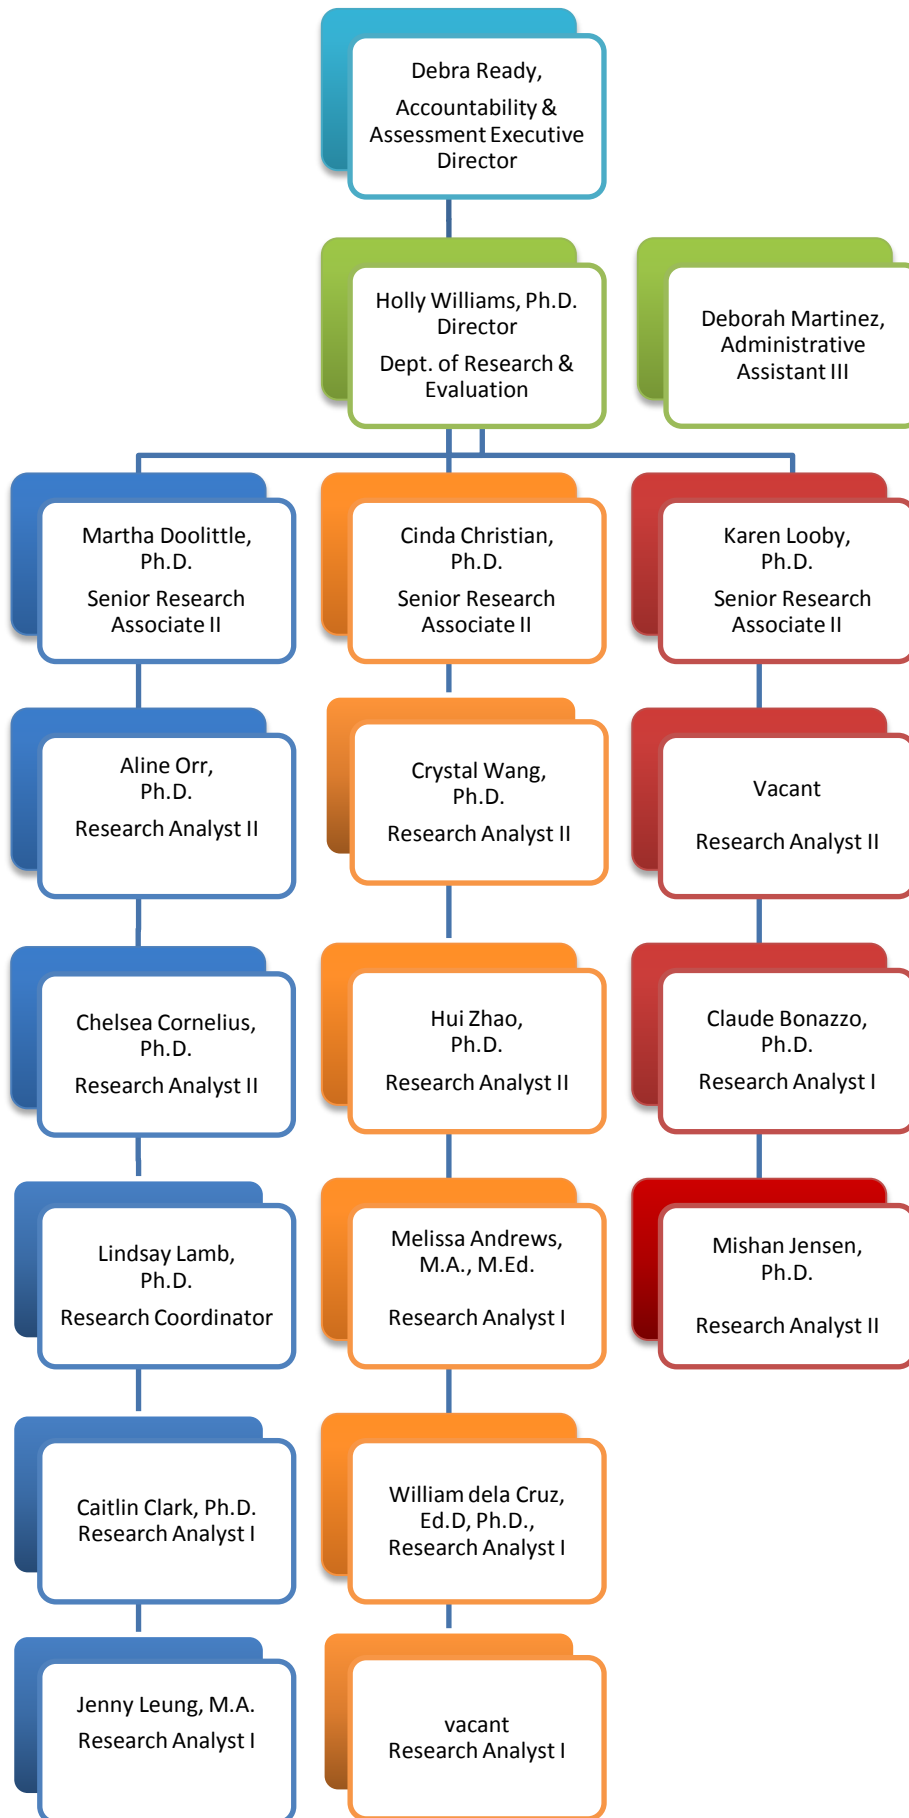 Debra Ready,
Accountability &
Assessment Executive
Director
Holly Williams, Ph.D.
Director
Dept. of Research &
Evaluation
Deborah Martinez,
Administrative
Assistant III
Martha Doolittle,
Ph.D.
Senior Research
Associate II
Cinda Christian,
Ph.D.
Senior Research
Associate II
Karen Looby,
Ph.D.
Senior Research
Associate II
Aline Orr,
Ph.D.
Research Analyst II
Crystal Wang,
Ph.D.
Research Analyst II
Vacant
Research Analyst II
Chelsea Cornelius,
Ph.D.
Research Analyst II
Hui Zhao,
Ph.D.
Research Analyst II
Claude Bonazzo,
Ph.D.
Research Analyst I
Lindsay Lamb,
Ph.D.
Research Coordinator
Melissa Andrews,
M.A., M.Ed.
Research Analyst I
Mishan Jensen,
Ph.D.
Research Analyst II
Caitlin Clark, Ph.D.
Research Analyst I
William dela Cruz,
Ed.D, Ph.D.,
Research Analyst I
Jenny Leung, M.A.
Research Analyst I
vacant
Research Analyst I